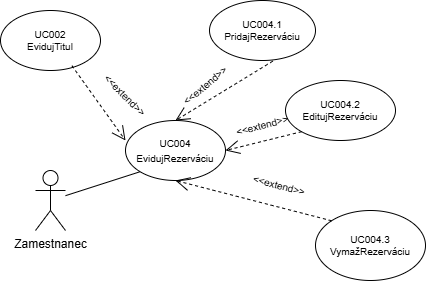 UC002
EvidujTitul
UC004.1
PridajRezerváciu
<<extend>>
<<extend>>
UC004.2
EditujRezerváciu
<<extend>>
UC004
EvidujRezerváciu
<<extend>>
Zamestnanec
UC004.3
VymažRezerváciu